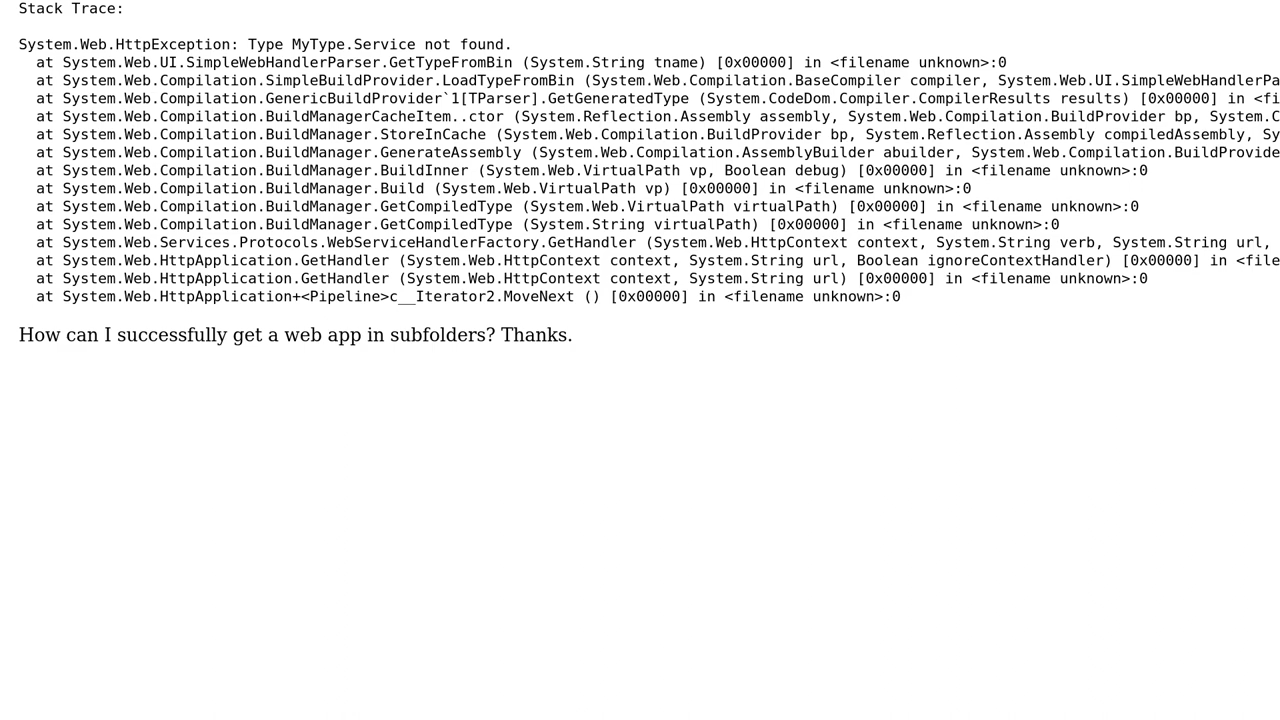 Stack Trace:
System.Web.HttpException: Type MyType.Service not found.
at System.Web.UI.SimpleWebHandlerParser.GetTypeFromBin (System.String tname) [0x00000] in <filename unknown>:0
at System.Web.Compilation.SimpleBuildProvider.LoadTypeFromBin (System.Web.Compilation.BaseCompiler compiler, System.Web.UI.SimpleWebHandlerPa
at System.Web.Compilation.GenericBuildProvider`1[TParser].GetGeneratedType (System.CodeDom.Compiler.CompilerResults results) [0x00000] in <fi
at System.Web.Compilation.BuildManagerCacheItem..ctor (System.Reflection.Assembly assembly, System.Web.Compilation.BuildProvider bp, System.C
at System.Web.Compilation.BuildManager.StoreInCache (System.Web.Compilation.BuildProvider bp, System.Reflection.Assembly compiledAssembly, Sy
at System.Web.Compilation.BuildManager.GenerateAssembly (System.Web.Compilation.AssemblyBuilder abuilder, System.Web.Compilation.BuildProvide
at System.Web.Compilation.BuildManager.BuildInner (System.Web.VirtualPath vp, Boolean debug) [0x00000] in <filename unknown>:0
at System.Web.Compilation.BuildManager.Build (System.Web.VirtualPath vp) [0x00000] in <filename unknown>:0
at System.Web.Compilation.BuildManager.GetCompiledType (System.Web.VirtualPath virtualPath) [0x00000] in <filename unknown>:0
at System.Web.Compilation.BuildManager.GetCompiledType (System.String virtualPath) [0x00000] in <filename unknown>:0
at System.Web.Services.Protocols.WebServiceHandlerFactory.GetHandler (System.Web.HttpContext context, System.String verb, System.String url,
at System.Web.HttpApplication.GetHandler (System.Web.HttpContext context, System.String url, Boolean ignoreContextHandler) [0x00000] in <file
at System.Web.HttpApplication.GetHandler (System.Web.HttpContext context, System.String url) [0x00000] in <filename unknown>:0
at System.Web.HttpApplication+<Pipeline>c__Iterator2.MoveNext () [0x00000] in <filename unknown>:0
How can I successfully get a web app in subfolders? Thanks.